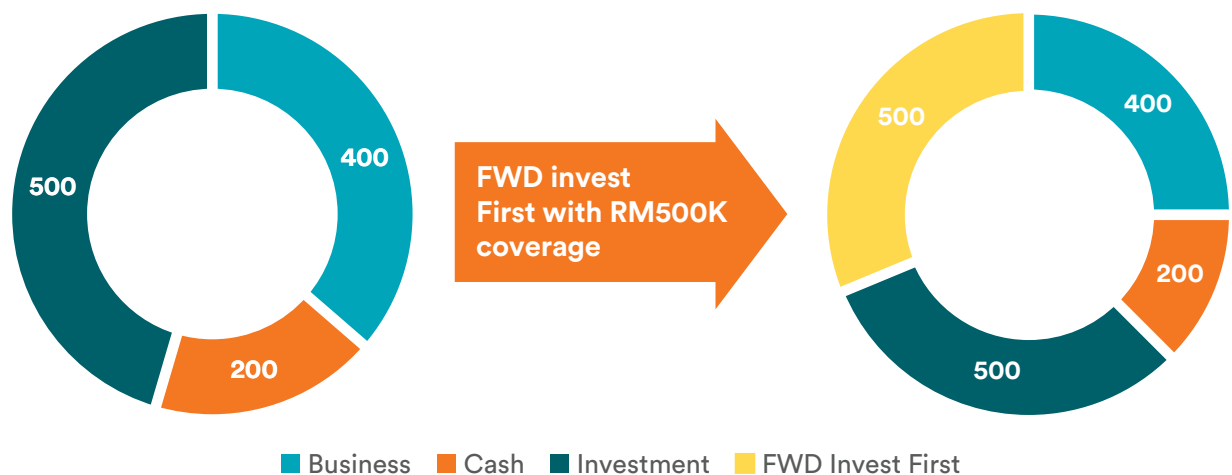 400
500
200
FWD invest
First with RM500K
coverage
500
400
200
500
Business Cash Investment FWD Invest First